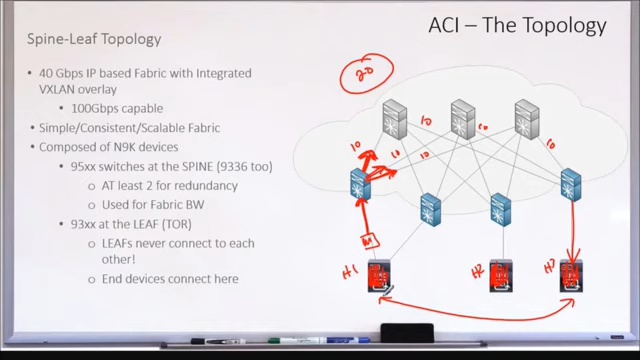 ACI – The Topology
Spine-Leaf Topology
• 40 Gbps IP based Fabric with Integrated
VXLAN overlay
• 100Gbps capable
• Simple/Consistent/Scalable Fabric
• Composed of N9K devices
• 95xx switches at the SPINE (9336 too)
o At least 2 for redundancy
o Used for Fabric BW
• 93xx at the LEAF (TOR)
o LEAFs never connect to each
other!
o End devices connect here
20
10
10
10
10
10
10
H1
H2
H3